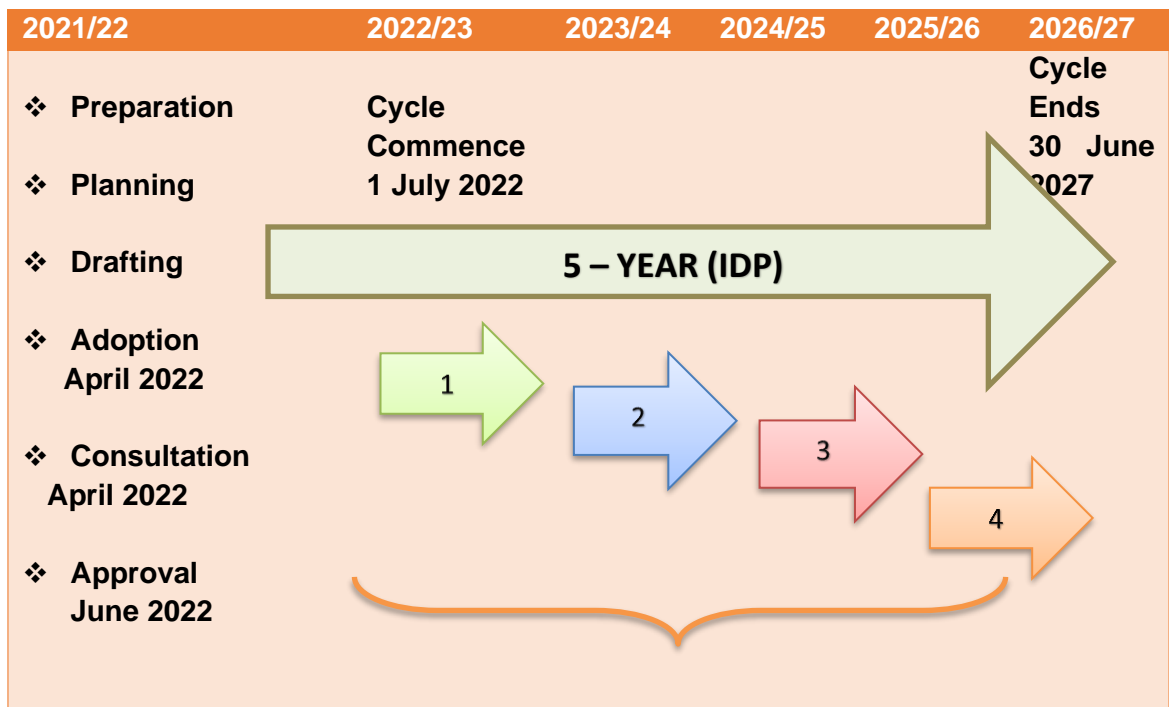 2021/22 2022/23 2023/24 2024/25 2025/26 2026/27
❖ Preparation
❖ Planning
❖ Drafting
❖ Adoption
April 2022
❖ Consultation
April 2022
❖ Approval
June 2022
Cycle
Commence
1 July 2022
Cycle
Ends
30 June
2027
5 – YEAR (IDP)
1
2
3
4